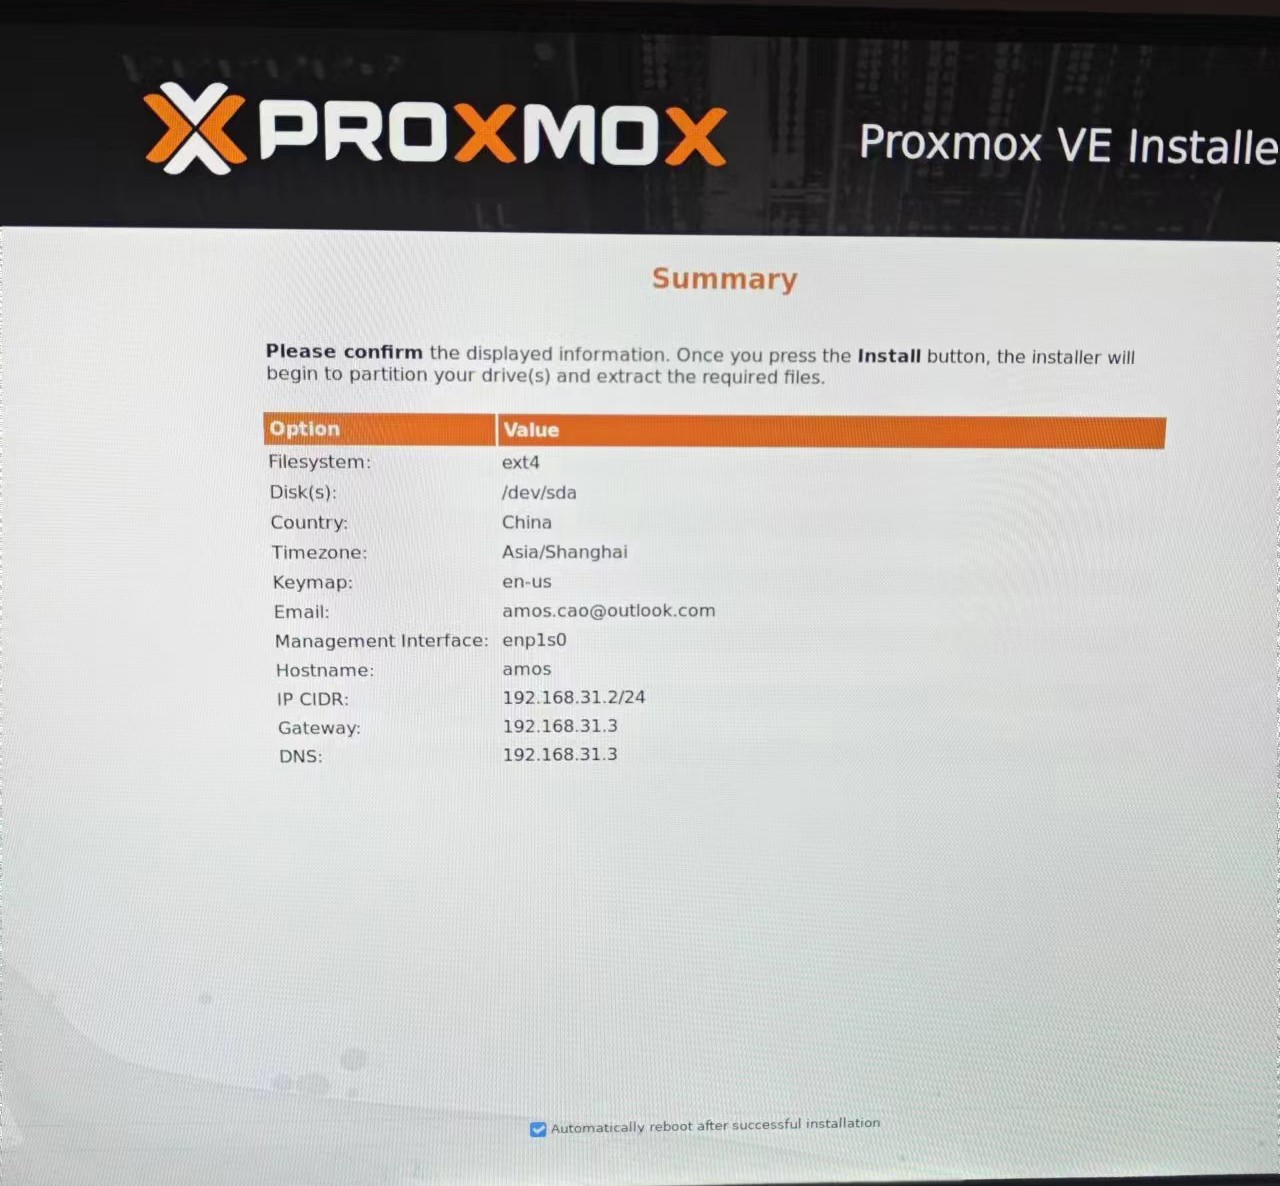 PROXMOX
Proxmox VE Installe
Summary
Please confirm the displayed information. Once you press the Install button, the installer will
begin to partition your drive(s) and extract the required files.
Option Value
Filesystem: ext4
Disk(s): /dev/sda
Country: China
Timezone: Asia/Shanghai
Keymap: en-us
Email: amos.cao@outlook.com
Management Interface: enp1s0
Hostname: amos
IP CIDR: 192.168.31.2/24
Gateway: 192.168.31.3
DNS: 192.168.31.3
Automatically reboot after successful installation